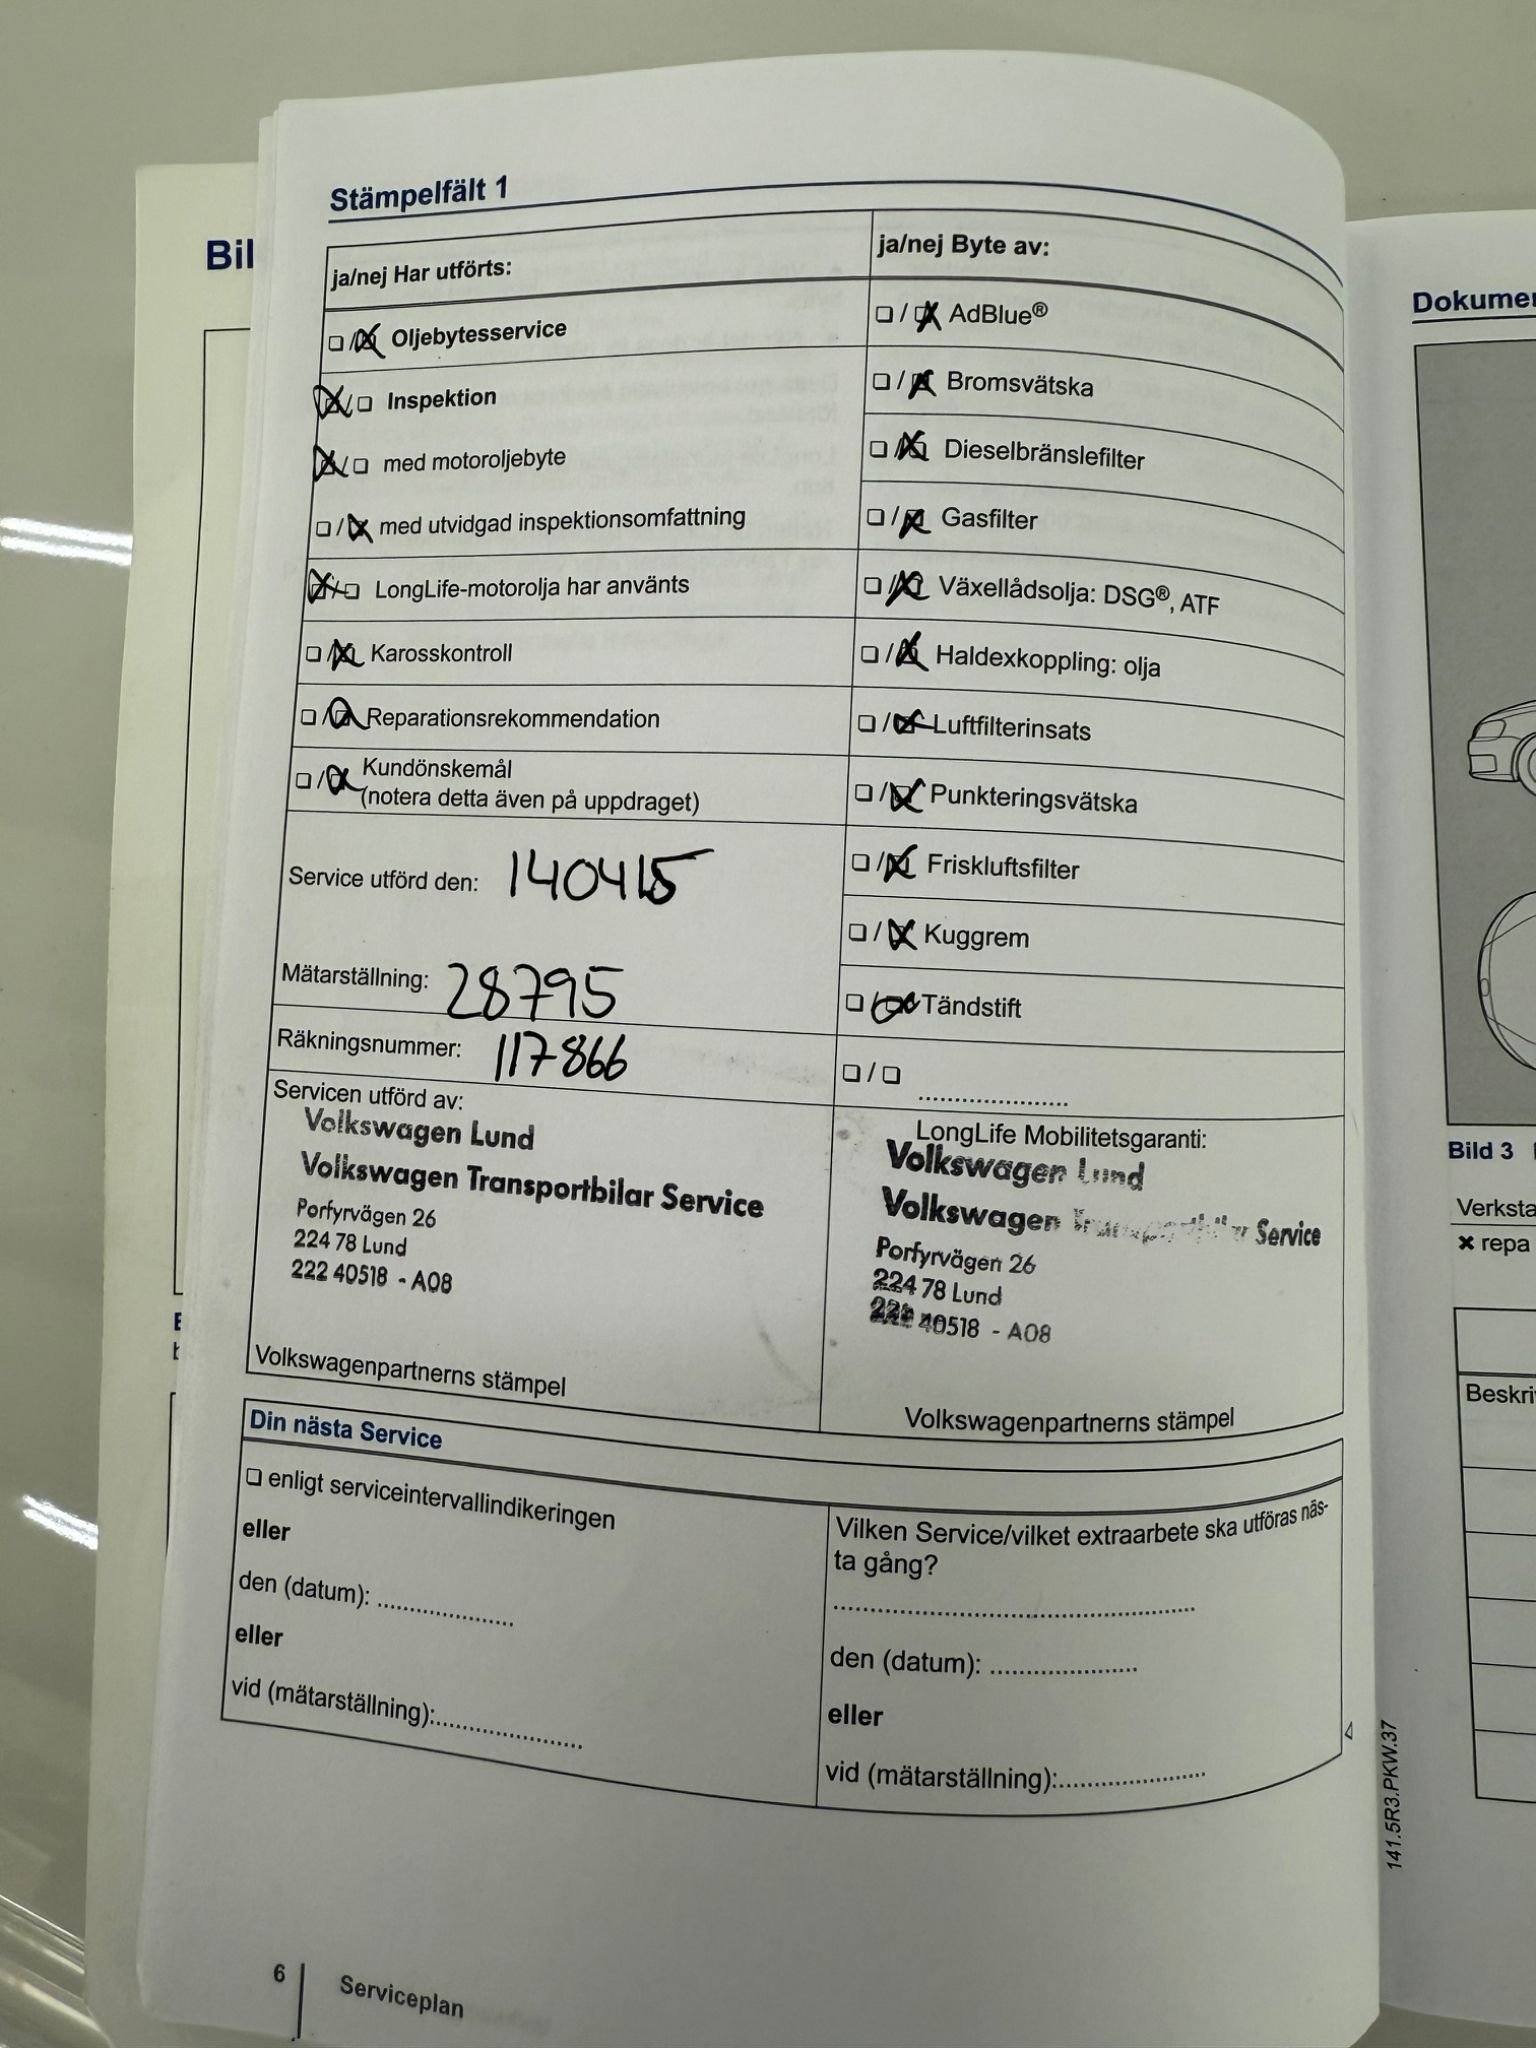 Bil
Stämpelfält 1
ja/nej Har utförts:
❏ / ☒ Oljebytesservice
☒ / ❏ Inspektion
☒ / ❏ med motoroljebyte
❏ / ☒ med utvidgad inspektionsomfattning
☒ / ❏ LongLife-motorolja har använts
❏ / ☒ Karosskontroll
❏ / ☒ Reparationsrekommendation
❏ / ☒ Kundönskemål
(notera detta även på uppdraget)
Service utförd den: 140415
Mätarställning: 28795
Räkningsnummer: 117866
Servicen utförd av:
Volkswagen Lund
Volkswagen Transportbilar Service
Porfyrvägen 26
224 78 Lund
222 40518 - A08
Volkswagenpartnerns stämpel
ja/nej Byte av:
❏ / ☒ AdBlue®
❏ / ☒ Bromsvätska
❏ / ☒ Dieselbränslefilter
❏ / ☒ Gasfilter
❏ / ☒ Växellådsolja: DSG®, ATF
❏ / ☒ Haldexkoppling: olja
❏ / ☒ Luftfilterinsats
❏ / ☒ Punkteringsvätska
❏ / ☒ Friskluftsfilter
❏ / ☒ Kuggrem
❏ / ☒ Tändstift
❏ / ❏ .....................
LongLife Mobilitetsgaranti:
Volkswagen Lund
Volkswagen Transportbilar Service
Porfyrvägen 26
224 78 Lund
222 40518 - A08
Volkswagenpartnerns stämpel
Din nästa Service
❏ enligt serviceintervallindikeringen
eller
den (datum): ...................
eller
vid (mätarställning):.....................
Vilken Service/vilket extraarbete ska utföras näs-
ta gång?
....................................................
den (datum): .....................
eller
vid (mätarställning):.....................
6
Serviceplan
141.5R3.PKW.37
Dokumen
Bild 3
Verksta
✖ repa
Beskri